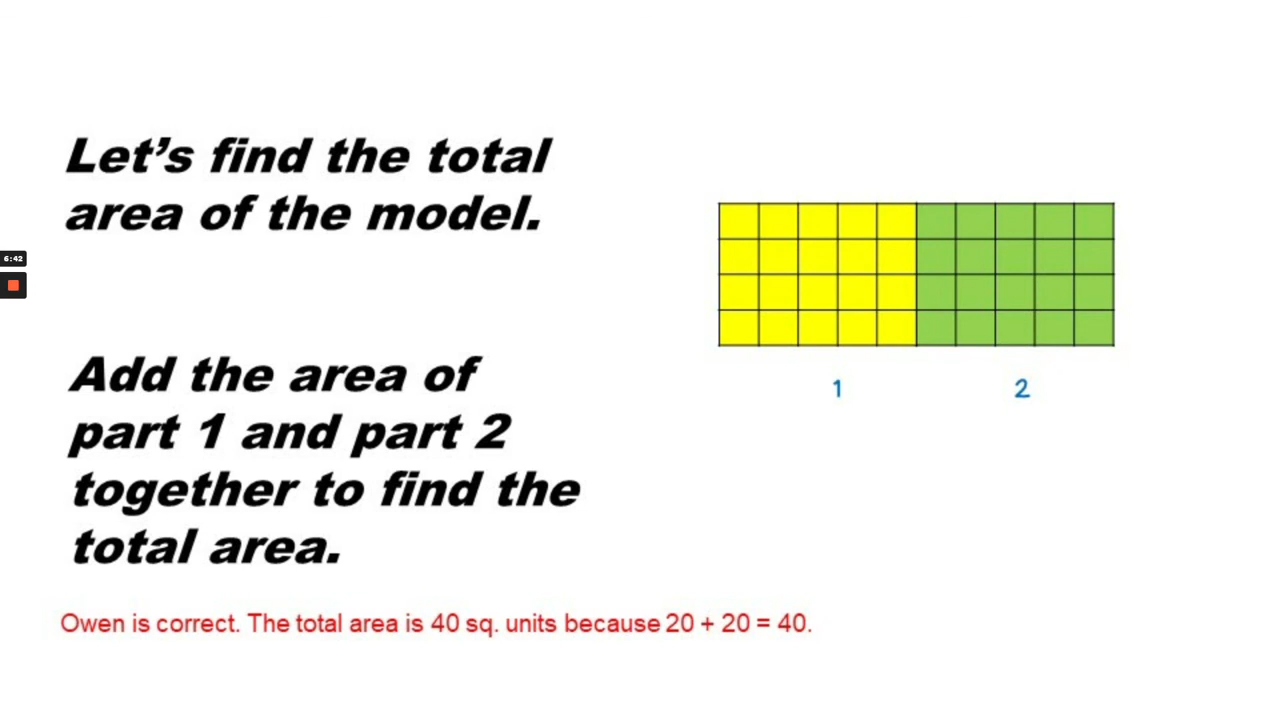 Let's find the total
area of the model.
6:42
Add the area of
part 1 and part 2
together to find the
total area.
1
2
Owen is correct. The total area is 40 sq. units because 20 + 20 = 40.